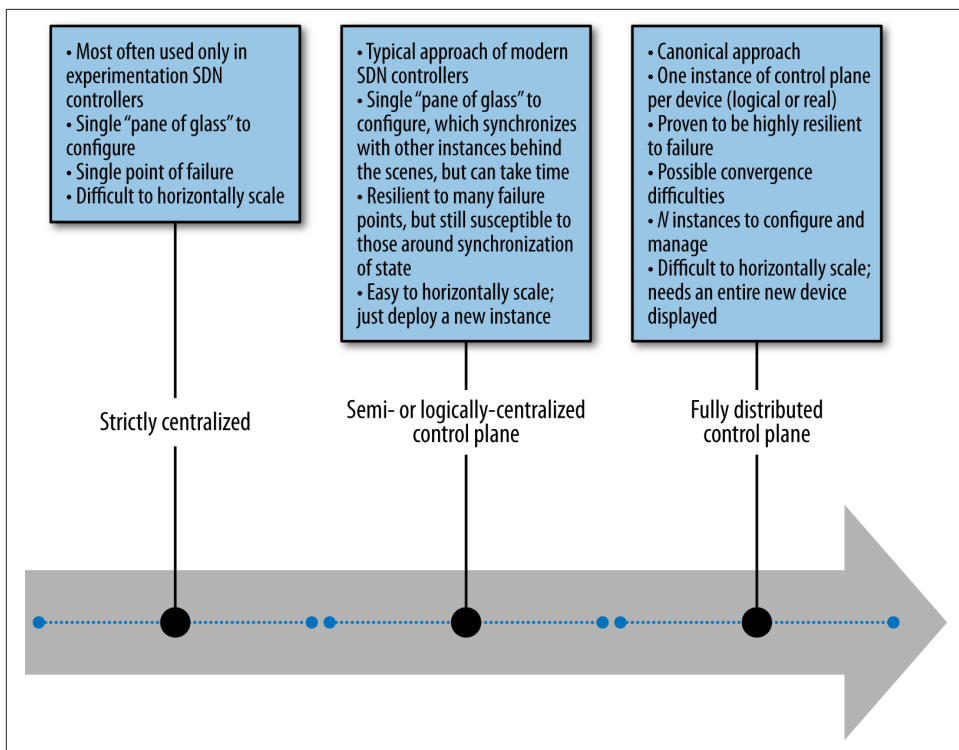 • Most often used only in
experimentation SDN
controllers
• Single “pane of glass” to
configure
• Single point of failure
• Difficult to horizontally scale
• Typical approach of modern
SDN controllers
• Single “pane of glass” to
configure, which synchronizes
with other instances behind
the scenes, but can take time
• Resilient to many failure
points, but still susceptible to
those around synchronization
of state
• Easy to horizontally scale;
just deploy a new instance
• Canonical approach
• One instance of control plane
per device (logical or real)
• Proven to be highly resilient
to failure
• Possible convergence
difficulties
• N instances to configure and
manage
• Difficult to horizontally scale;
needs an entire new device
displayed
Strictly centralized
Semi- or logically-centralized
control plane
Fully distributed
control plane